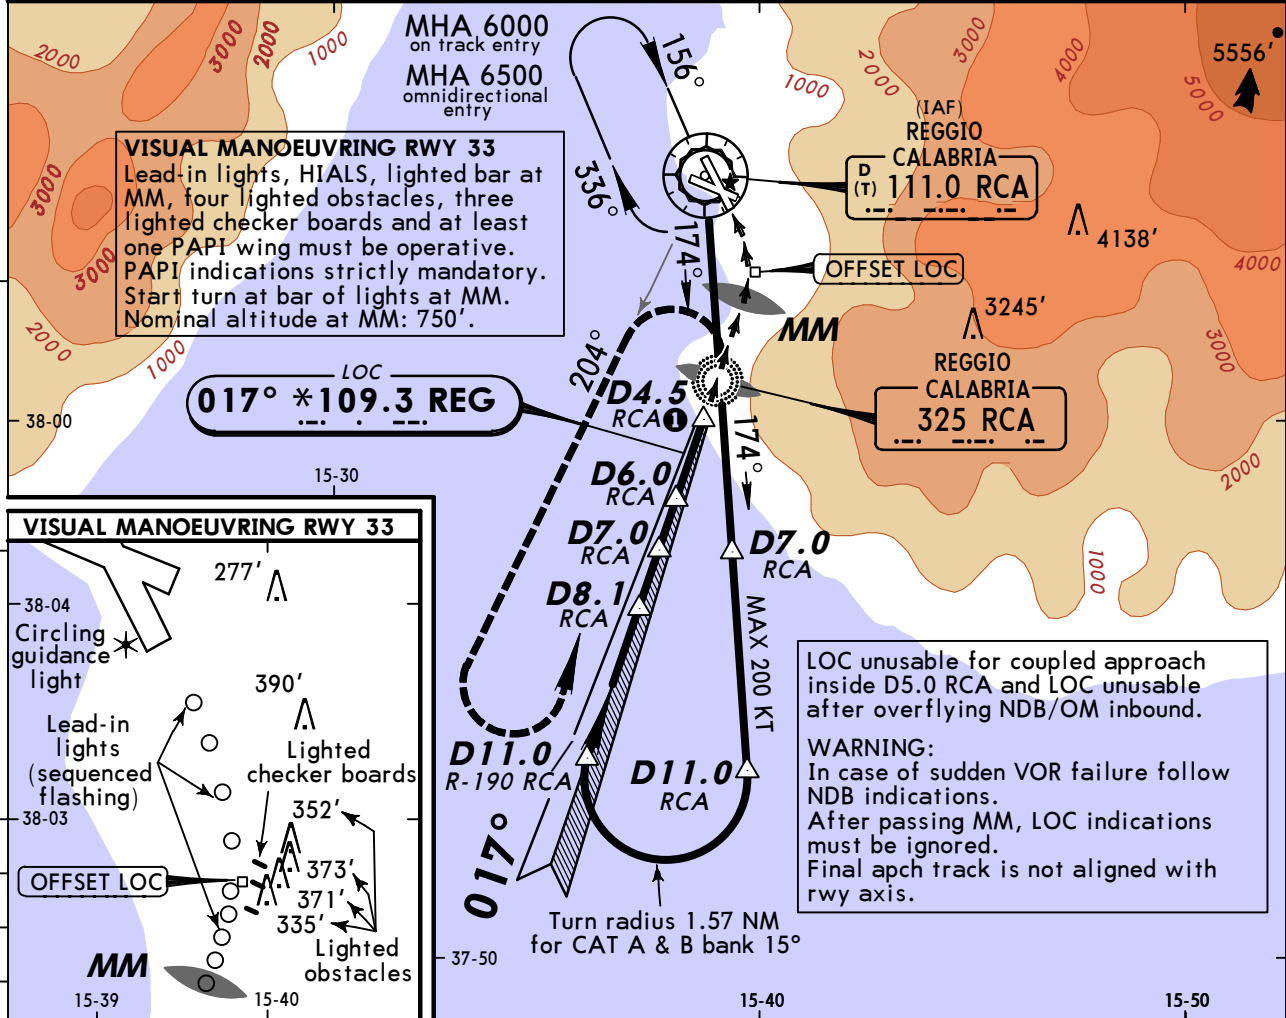 MHA 6000
on track entry
MHA 6500
omnidirectional
entry
156°
336°
2000
3000
2000
1000
3000
3000
2000
1000
1000
2000
3000
4000
5000
5556'
4138'
4000
3245'
3000
2000
1000
VISUAL MANOEUVRING RWY 33
Lead-in lights, HIALS, lighted bar at
MM, four lighted obstacles, three
lighted checker boards and at least
one PAPI wing must be operative.
PAPI indications strictly mandatory.
Start turn at bar of lights at MM.
Nominal altitude at MM: 750'.
(IAF)
REGGIO
CALABRIA
D
(T) 111.0 RCA
OFFSET LOC
MM
174°
204°
LOC
017° *109.3 REG
REGGIO
CALABRIA
325 RCA
D4.5
RCA 1
174°
D6.0
RCA
D7.0
RCA
D7.0
RCA
D8.1
RCA
MAX 200 KT
D11.0
R-190 RCA
D11.0
RCA
017°
Turn radius 1.57 NM
for CAT A & B bank 15°
LOC unusable for coupled approach
inside D5.0 RCA and LOC unusable
after overflying NDB/OM inbound.
WARNING:
In case of sudden VOR failure follow
NDB indications.
After passing MM, LOC indications
must be ignored.
Final apch track is not aligned with
rwy axis.
38-00
15-30
37-50
15-40
15-50
VISUAL MANOEUVRING RWY 33
277'
38-04
Circling
guidance
light
390'
Lead-in
lights
(sequenced
flashing)
Lighted
checker boards
352'
38-03
373'
OFFSET LOC
371'
335'
Lighted
obstacles
MM
15-39
15-40